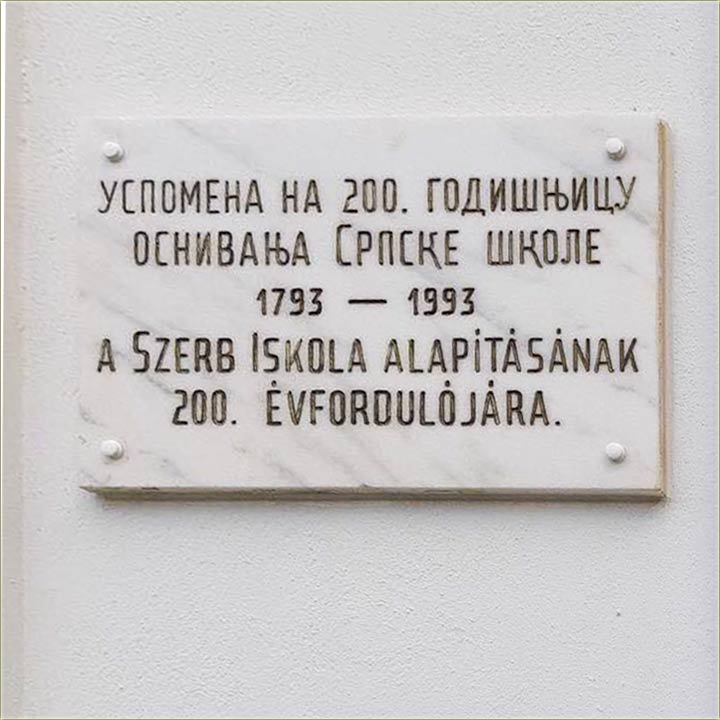 УСПОМЕНА НА 200. ГОДИШЊИЦУ
ОСНИВАЊА СРПСКЕ ШКОЛЕ
1793 — 1993
A SZERB ISKOLA ALAPÍTÁSÁNAK
200. ÉVFORDULÓJÁRA.